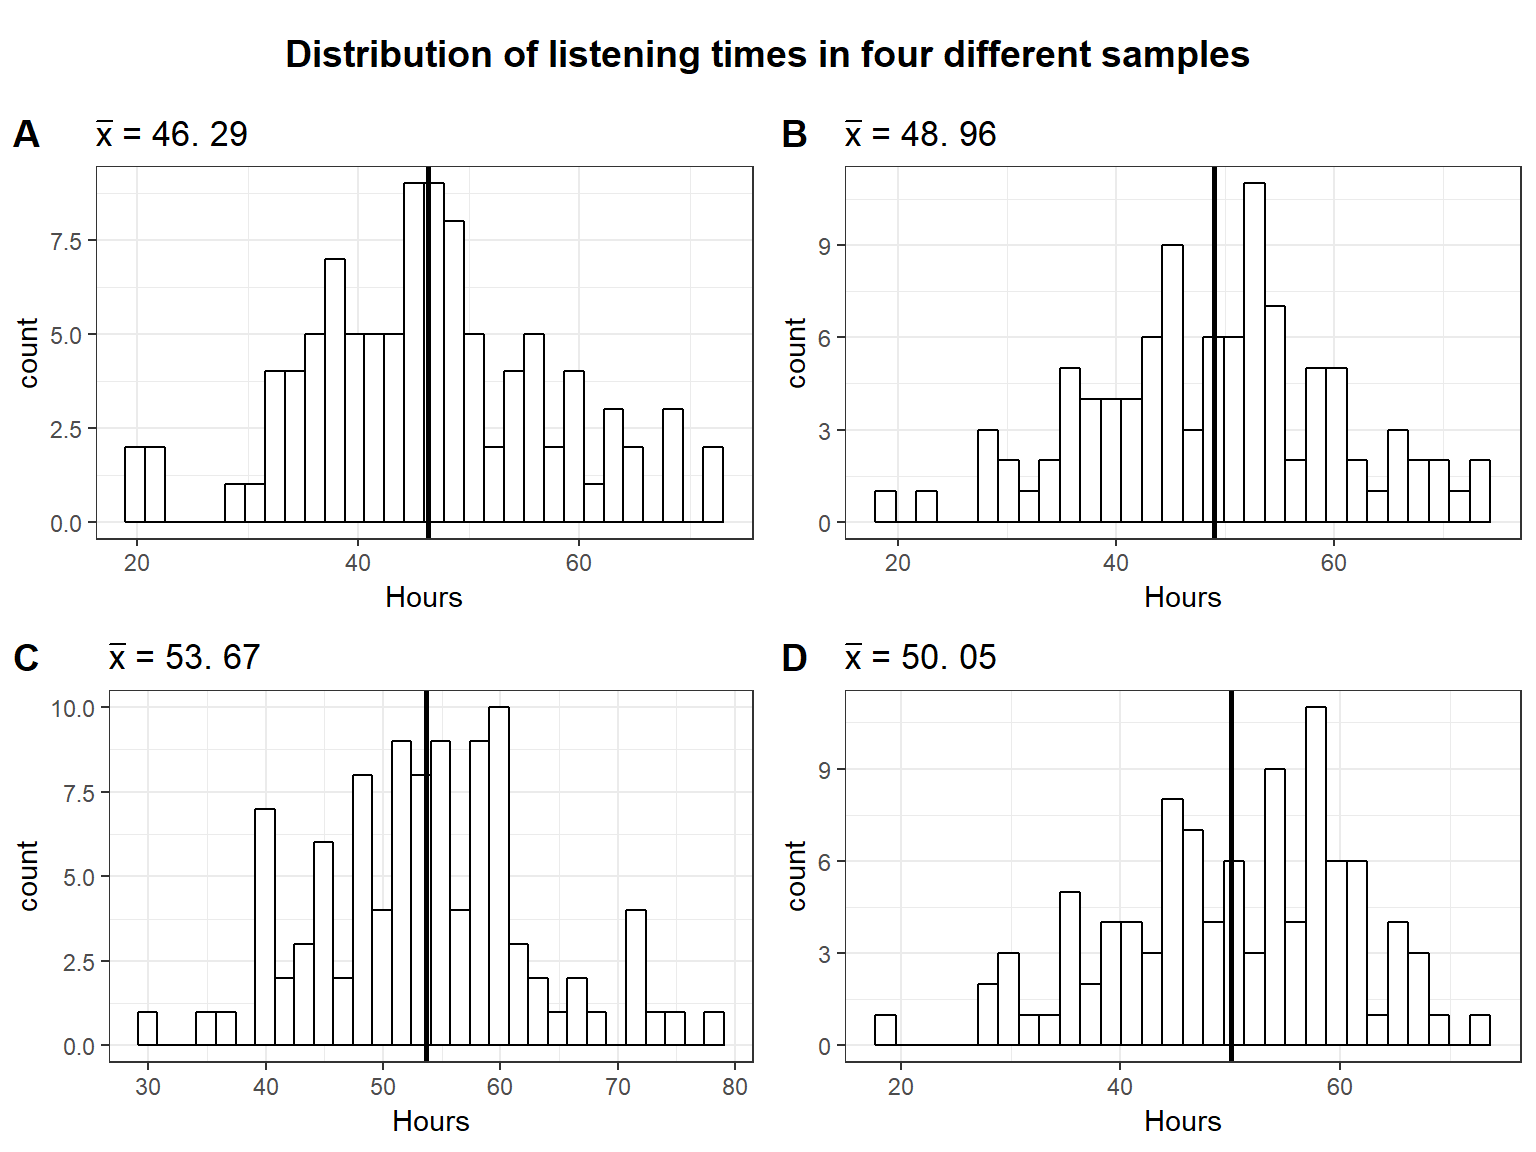 Distribution of listening times in four different samples
A
x̅ = 46. 29
count
7.5
5.0
2.5
0.0
20 40 60
Hours
B
x̅ = 48. 96
count
9
6
3
0
20 40 60
Hours
C
x̅ = 53. 67
count
10.0
7.5
5.0
2.5
0.0
30 40 50 60 70 80
Hours
D
x̅ = 50. 05
count
9
6
3
0
20 40 60
Hours